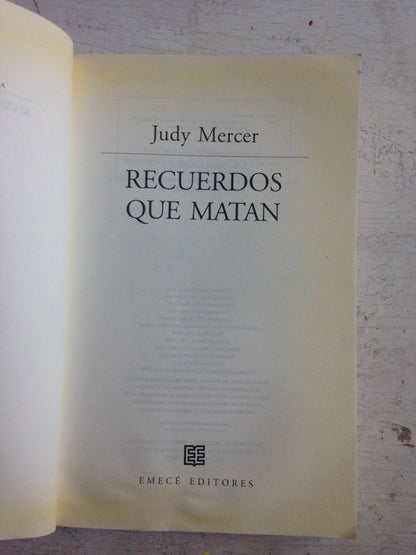 Judy Mercer
RECUERDOS
QUE MATAN
EMECÉ EDITORES